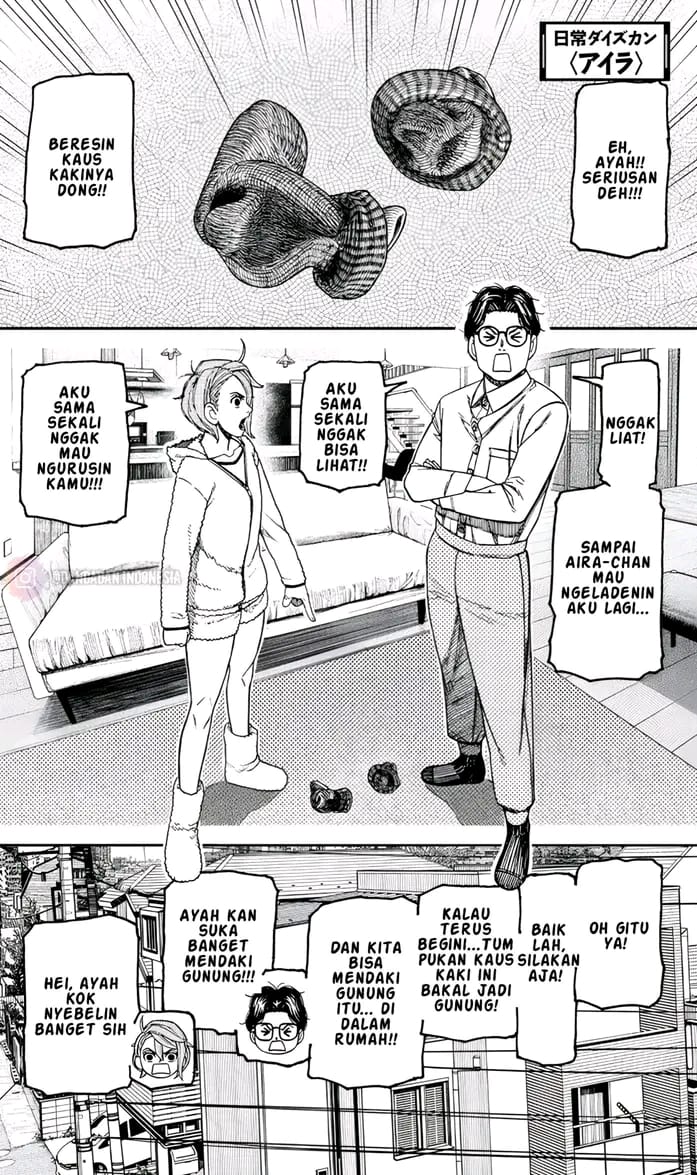 日常ダイズカン
〈アイラ〉
EH,
AYAH!!
SERIUSAN
DEH!!!
BERESIN
KAUS
KAKINYA
DONG!!
NGGAK
LIAT!
SAMPAI
AIRA-CHAN
MAU
NGELADENIN
AKU LAGI...
AKU
SAMA
SEKALI
NGGAK
BISA
LIHAT!!
AKU
SAMA
SEKALI
NGGAK
MAU
NGURUSIN
KAMU!!!
INDONESIA
OH GITU
YA!
BAIK
LAH,
SILAKAN
AJA!
KALAU
TERUS
BEGINI...TUM
PUKAN KAUS
KAKI INI
BAKAL JADI
GUNUNG!
DAN KITA
BISA
MENDAKI
GUNUNG
ITU... DI
DALAM
RUMAH!!
AYAH KAN
SUKA
BANGET
MENDAKI
GUNUNG!!!
HEI, AYAH
KOK
NYEBELIN
BANGET SIH